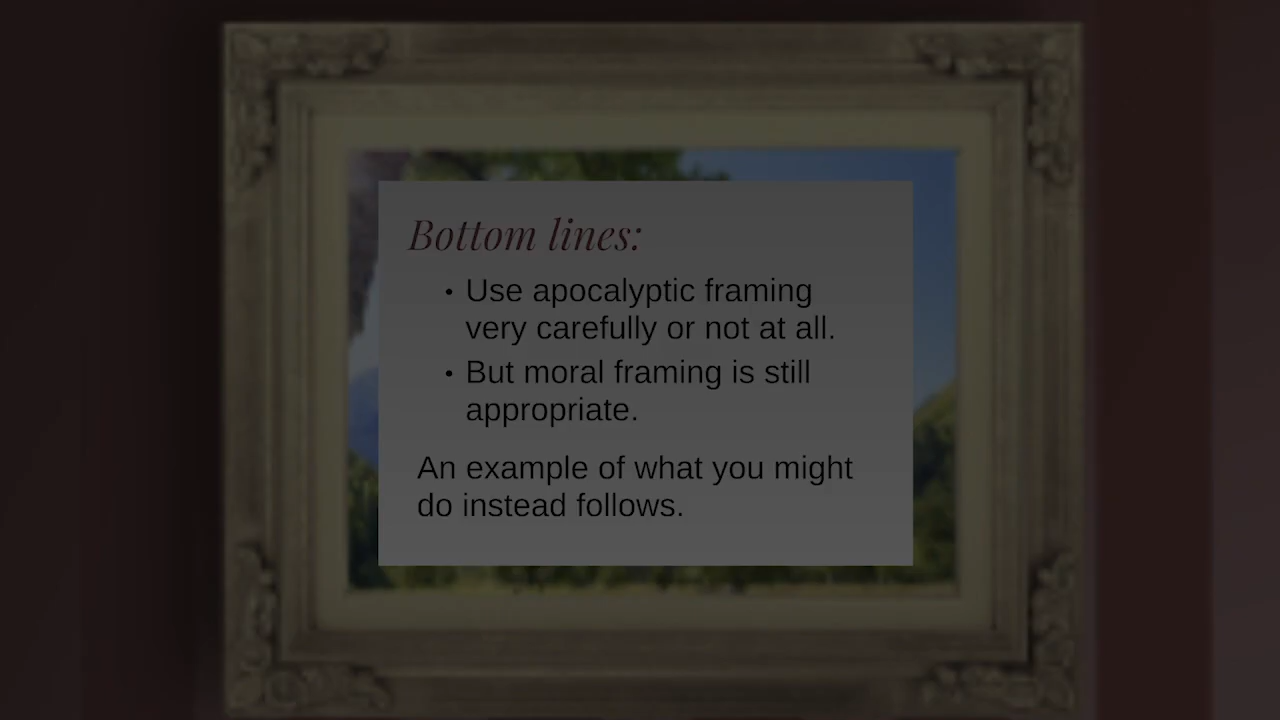 Bottom lines:
• Use apocalyptic framing
very carefully or not at all.
• But moral framing is still
appropriate.
An example of what you might
do instead follows.